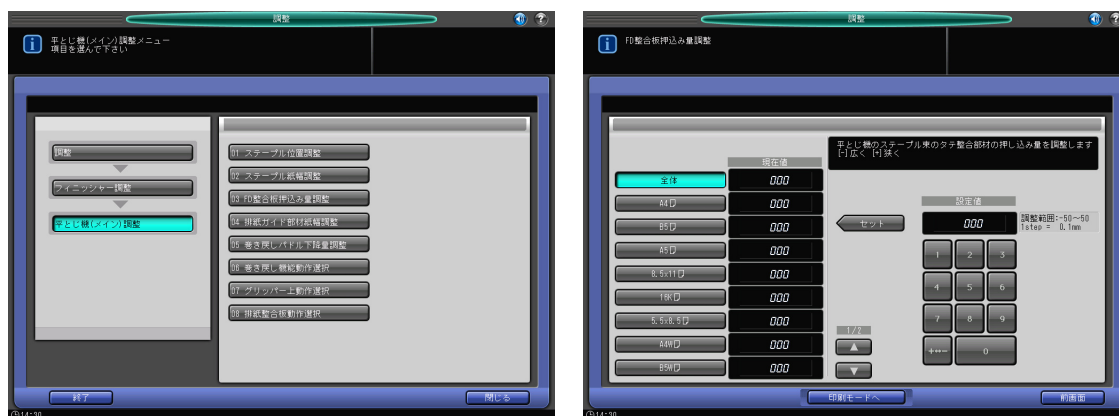 調整
平とじ機(メイン)調整メニュー
項目を選んで下さい
調整
フィニッシャー調整
平とじ機(メイン)調整
01 ステープル位置調整
02 ステープル紙幅調整
03 FD整合板押込み量調整
04 排紙ガイド部材紙幅調整
05 巻き戻しパドル下降量調整
06 巻き戻し機能動作選択
07 グリッパー上動作選択
08 排紙整合板動作選択
終了
閉じる
14:30
調整
FD整合板押込み量調整
平とじ機のステープル束のタテ整合部材の押し込み量を調整します
[-]広く [+]狭く
現在値
全体 000
A4 000
B5 000
A5 000
8.5x11 000
16K 000
5.5x8.5 000
A4W 000
B5W 000
1/2
セット
設定値
000
調整範囲:-50～50
1step = 0.1mm
1 2 3
4 5 6
7 8 9
+↔- 0
印刷モードへ
前画面
14:30